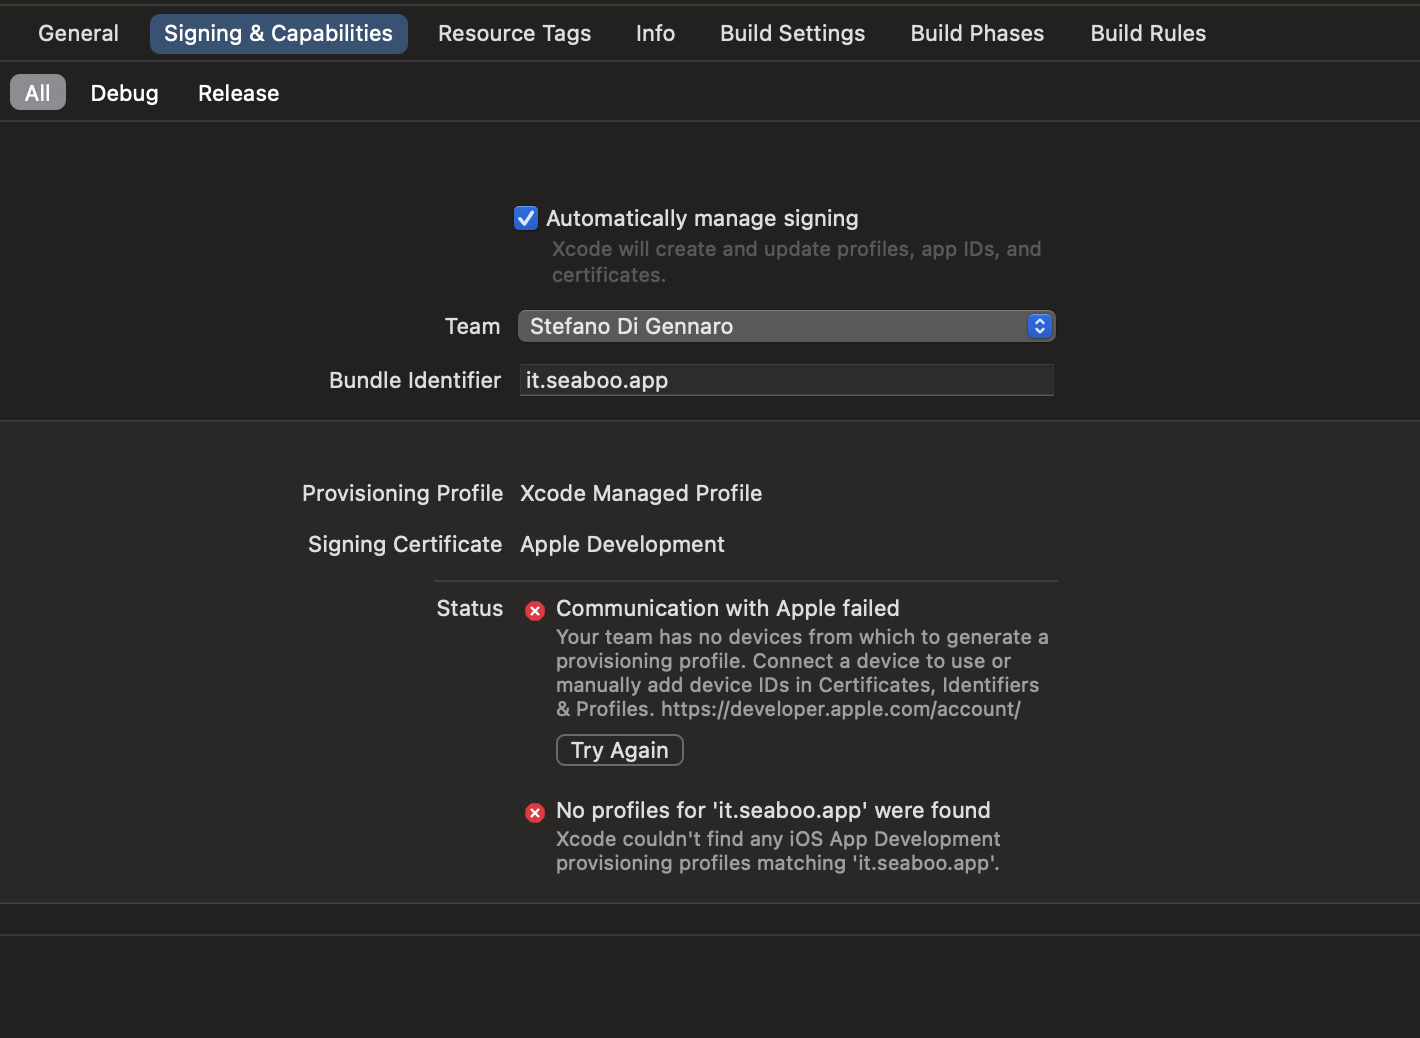 General Signing & Capabilities Resource Tags Info Build Settings Build Phases Build Rules
All Debug Release
Automatically manage signing
Xcode will create and update profiles, app IDs, and
certificates.
Team Stefano Di Gennaro
Bundle Identifier it.seaboo.app
Provisioning Profile Xcode Managed Profile
Signing Certificate Apple Development
Status Communication with Apple failed
Your team has no devices from which to generate a
provisioning profile. Connect a device to use or
manually add device IDs in Certificates, Identifiers
& Profiles. https://developer.apple.com/account/
Try Again
No profiles for 'it.seaboo.app' were found
Xcode couldn't find any iOS App Development
provisioning profiles matching 'it.seaboo.app'.